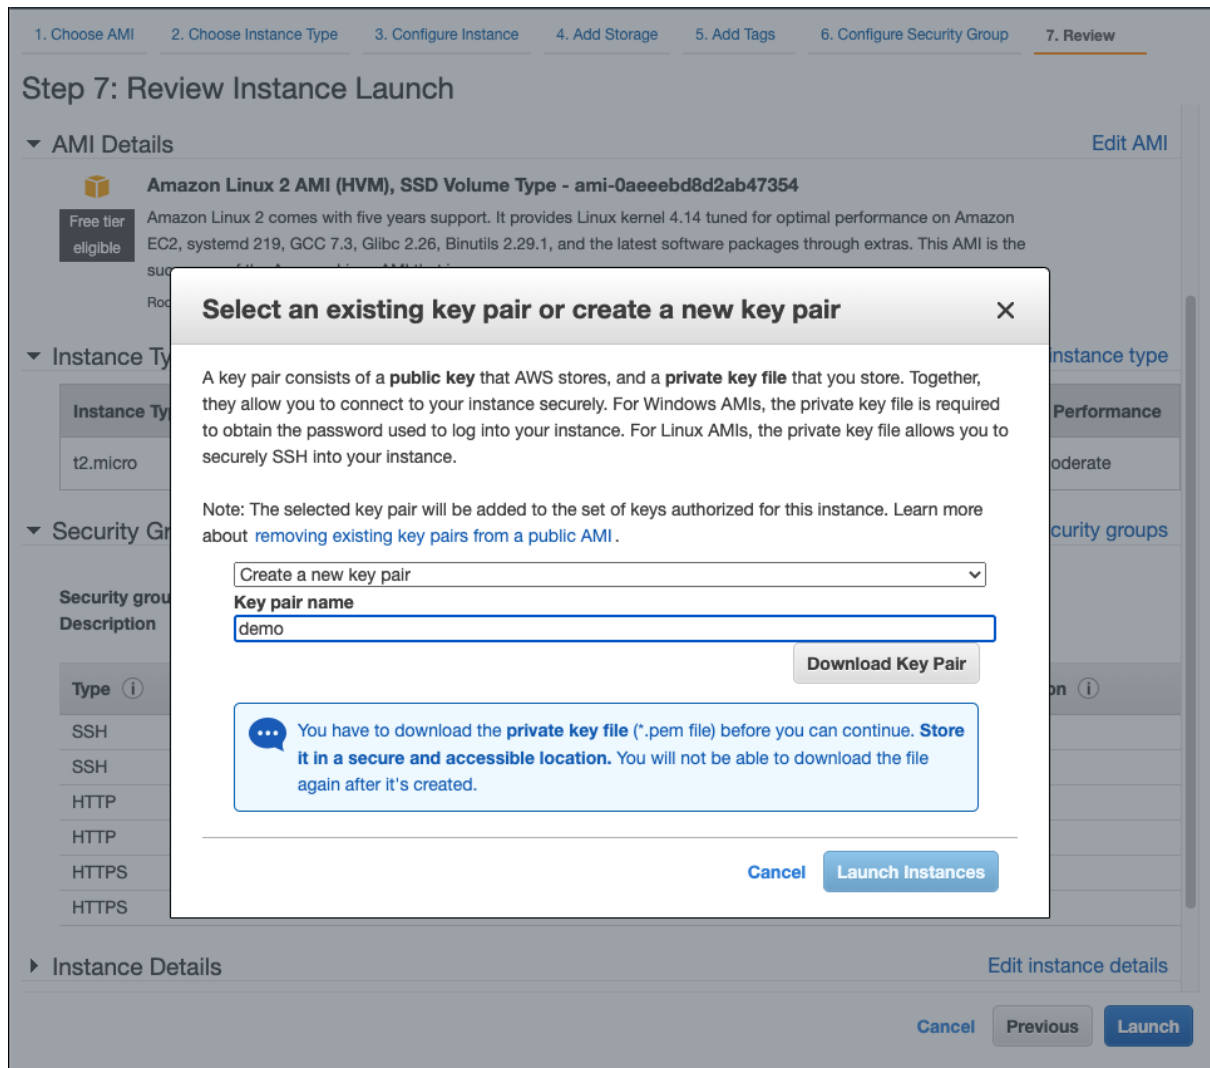 1. Choose AMI 2. Choose Instance Type 3. Configure Instance 4. Add Storage 5. Add Tags 6. Configure Security Group 7. Review
Step 7: Review Instance Launch
AMI Details Edit AMI
Amazon Linux 2 AMI (HVM), SSD Volume Type - ami-0aeeebd8d2ab47354
Free tier
eligible
Amazon Linux 2 comes with five years support. It provides Linux kernel 4.14 tuned for optimal performance on Amazon
EC2, systemd 219, GCC 7.3, Glibc 2.26, Binutils 2.29.1, and the latest software packages through extras. This AMI is the
Select an existing key pair or create a new key pair
A key pair consists of a public key that AWS stores, and a private key file that you store. Together,
they allow you to connect to your instance securely. For Windows AMIs, the private key file is required
to obtain the password used to log into your instance. For Linux AMIs, the private key file allows you to
securely SSH into your instance.
Note: The selected key pair will be added to the set of keys authorized for this instance. Learn more
about removing existing key pairs from a public AMI .
Create a new key pair
Key pair name
demo
Download Key Pair
You have to download the private key file (*.pem file) before you can continue. Store
it in a secure and accessible location. You will not be able to download the file
again after it's created.
Cancel Launch Instances
Instance Ty instance type
Instance Ty Performance
t2.micro oderate
Security Gr curity groups
Security grou
Description
Type on
SSH
SSH
HTTP
HTTP
HTTPS
HTTPS
Instance Details Edit instance details
Cancel Previous Launch